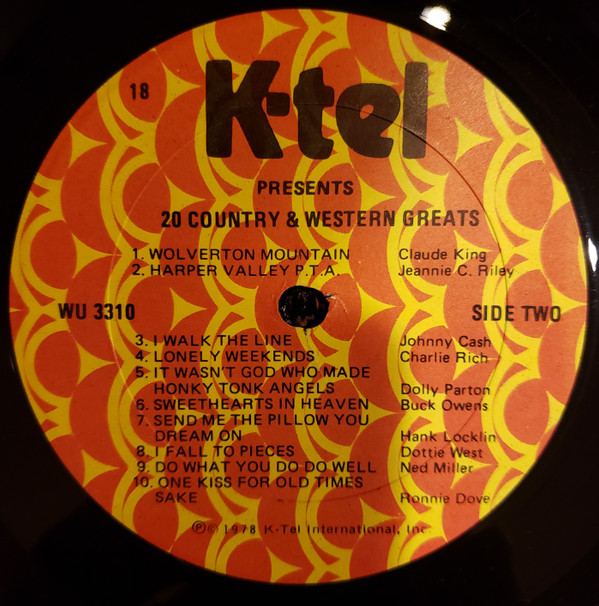 18
K-tel
PRESENTS
20 COUNTRY & WESTERN GREATS
1. WOLVERTON MOUNTAIN Claude King
2. HARPER VALLEY P.T.A. Jeannie C. Riley
WU 3310 SIDE TWO
3. I WALK THE LINE Johnny Cash
4. LONELY WEEKENDS Charlie Rich
5. IT WASN'T GOD WHO MADE
HONKY TONK ANGELS Dolly Parton
6. SWEETHEARTS IN HEAVEN Buck Owens
7. SEND ME THE PILLOW YOU
DREAM ON Hank Locklin
8. I FALL TO PIECES Dottie West
9. DO WHAT YOU DO DO WELL Ned Miller
10. ONE KISS FOR OLD TIMES
SAKE Ronnie Dove
℗© 1978 K-Tel International, Inc.